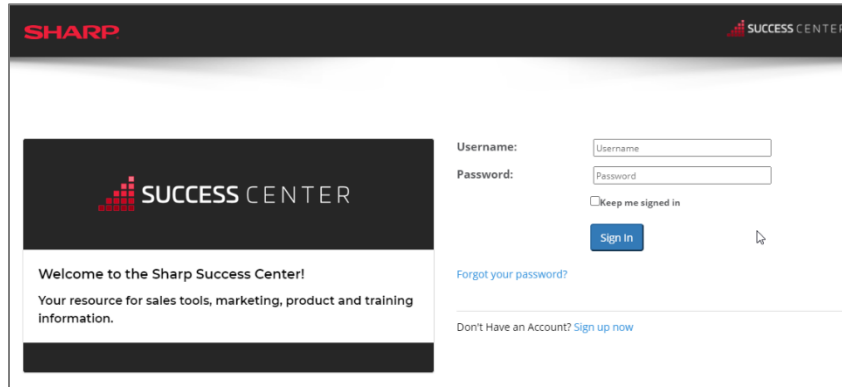 SHARP
SUCCESS CENTER
SUCCESS CENTER
Welcome to the Sharp Success Center!
Your resource for sales tools, marketing, product and training
information.
Username:
Username
Password:
Password
Keep me signed in
Sign In
Forgot your password?
Don't Have an Account? Sign up now